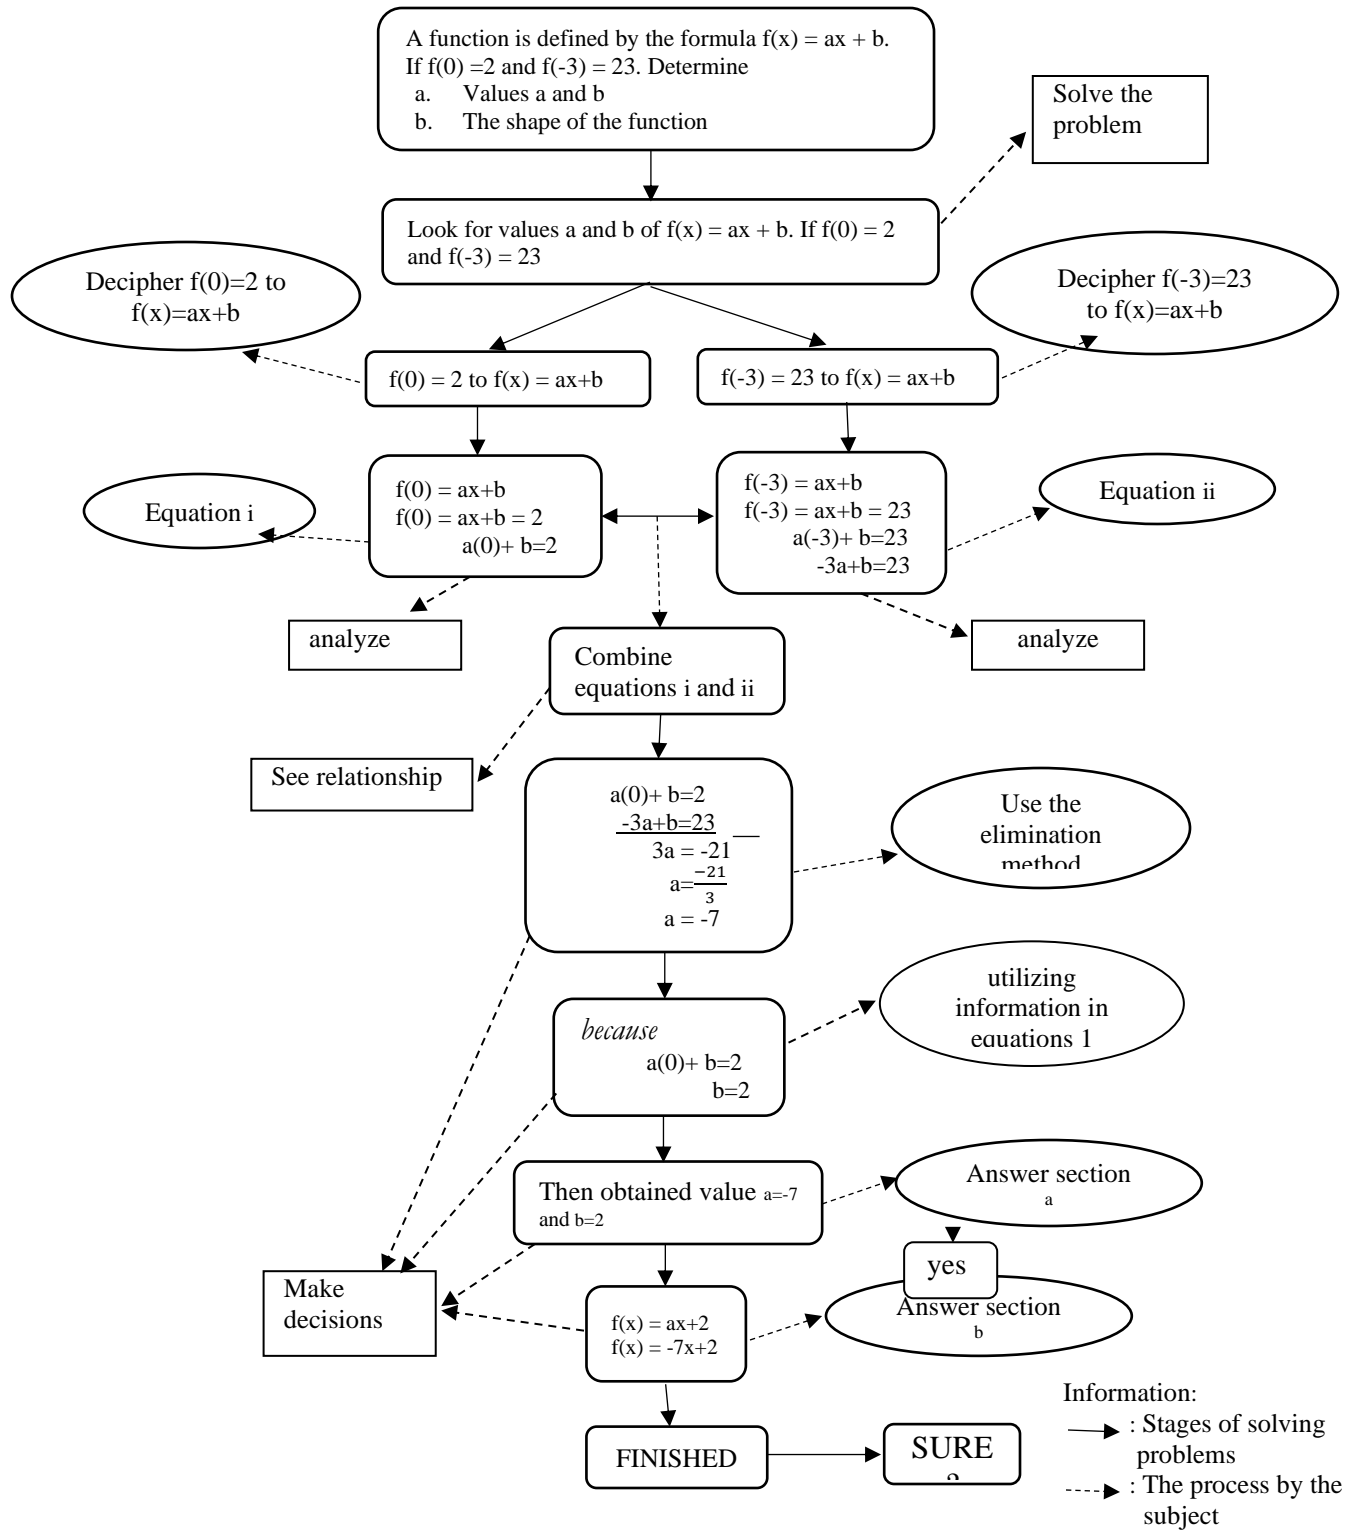 A function is defined by the formula f(x) = ax + b.
If f(0) =2 and f(-3) = 23. Determine
a. Values a and b
b. The shape of the function
Solve the
problem
Look for values a and b of f(x) = ax + b. If f(0) = 2
and f(-3) = 23
Decipher f(0)=2 to
f(x)=ax+b
Decipher f(-3)=23
to f(x)=ax+b
f(0) = 2 to f(x) = ax+b
f(-3) = 23 to f(x) = ax+b
Equation i
f(0) = ax+b
f(0) = ax+b = 2
a(0)+ b=2
f(-3) = ax+b
f(-3) = ax+b = 23
a(-3)+ b=23
-3a+b=23
Equation ii
analyze
analyze
Combine
equations i and ii
See relationship
a(0)+ b=2
-3a+b=23 —
3a = -21
a=−21/3
a = -7
Use the
elimination
method
because
a(0)+ b=2
b=2
utilizing
information in
equations 1
Then obtained value a=-7
and b=2
Answer section
a
yes
Make
decisions
f(x) = ax+2
f(x) = -7x+2
Answer section
b
FINISHED
SURE
?
Information:
: Stages of solving
problems
: The process by the
subject